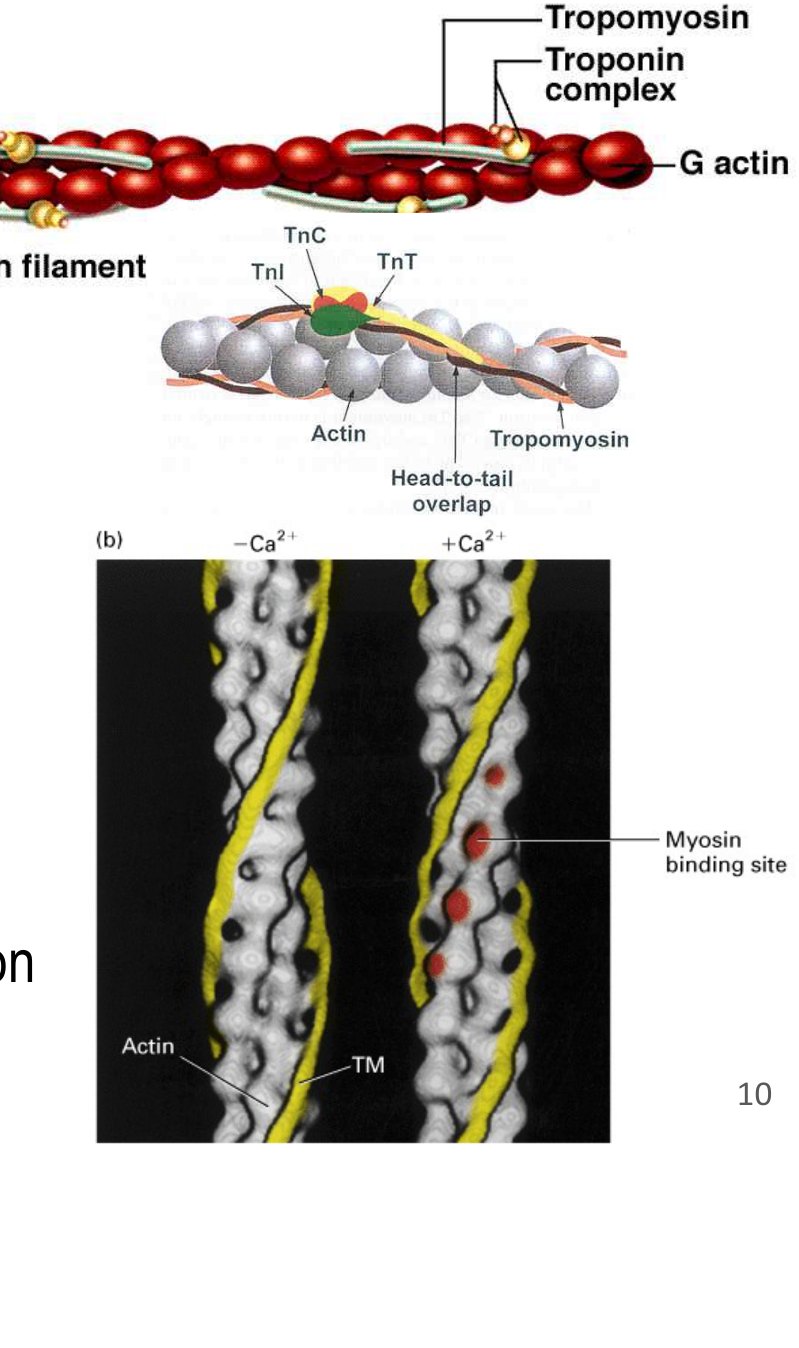 Tropomyosin
Troponin
complex
G actin
n filament
TnC
TnI
TnT
Actin
Tropomyosin
Head-to-tail
overlap
(b)
−Ca²⁺
+Ca²⁺
Myosin
binding site
on
Actin
TM
10